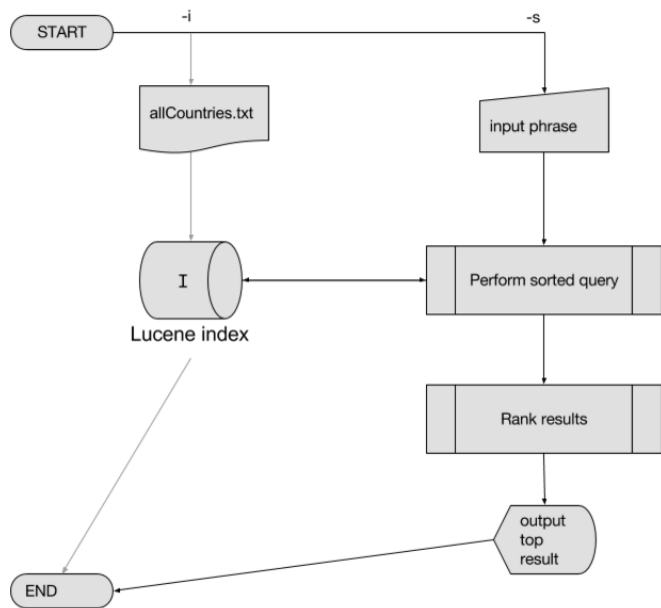 -i
-s
START
allCountries.txt
input phrase
I
Perform sorted query
Lucene index
Rank results
output
top
result
END